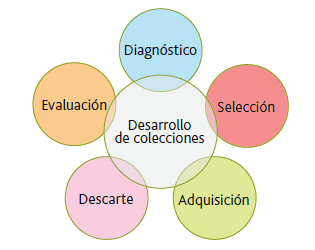 Diagnóstico
Evaluación
Selección
Desarrollo
de colecciones
Descarte
Adquisición